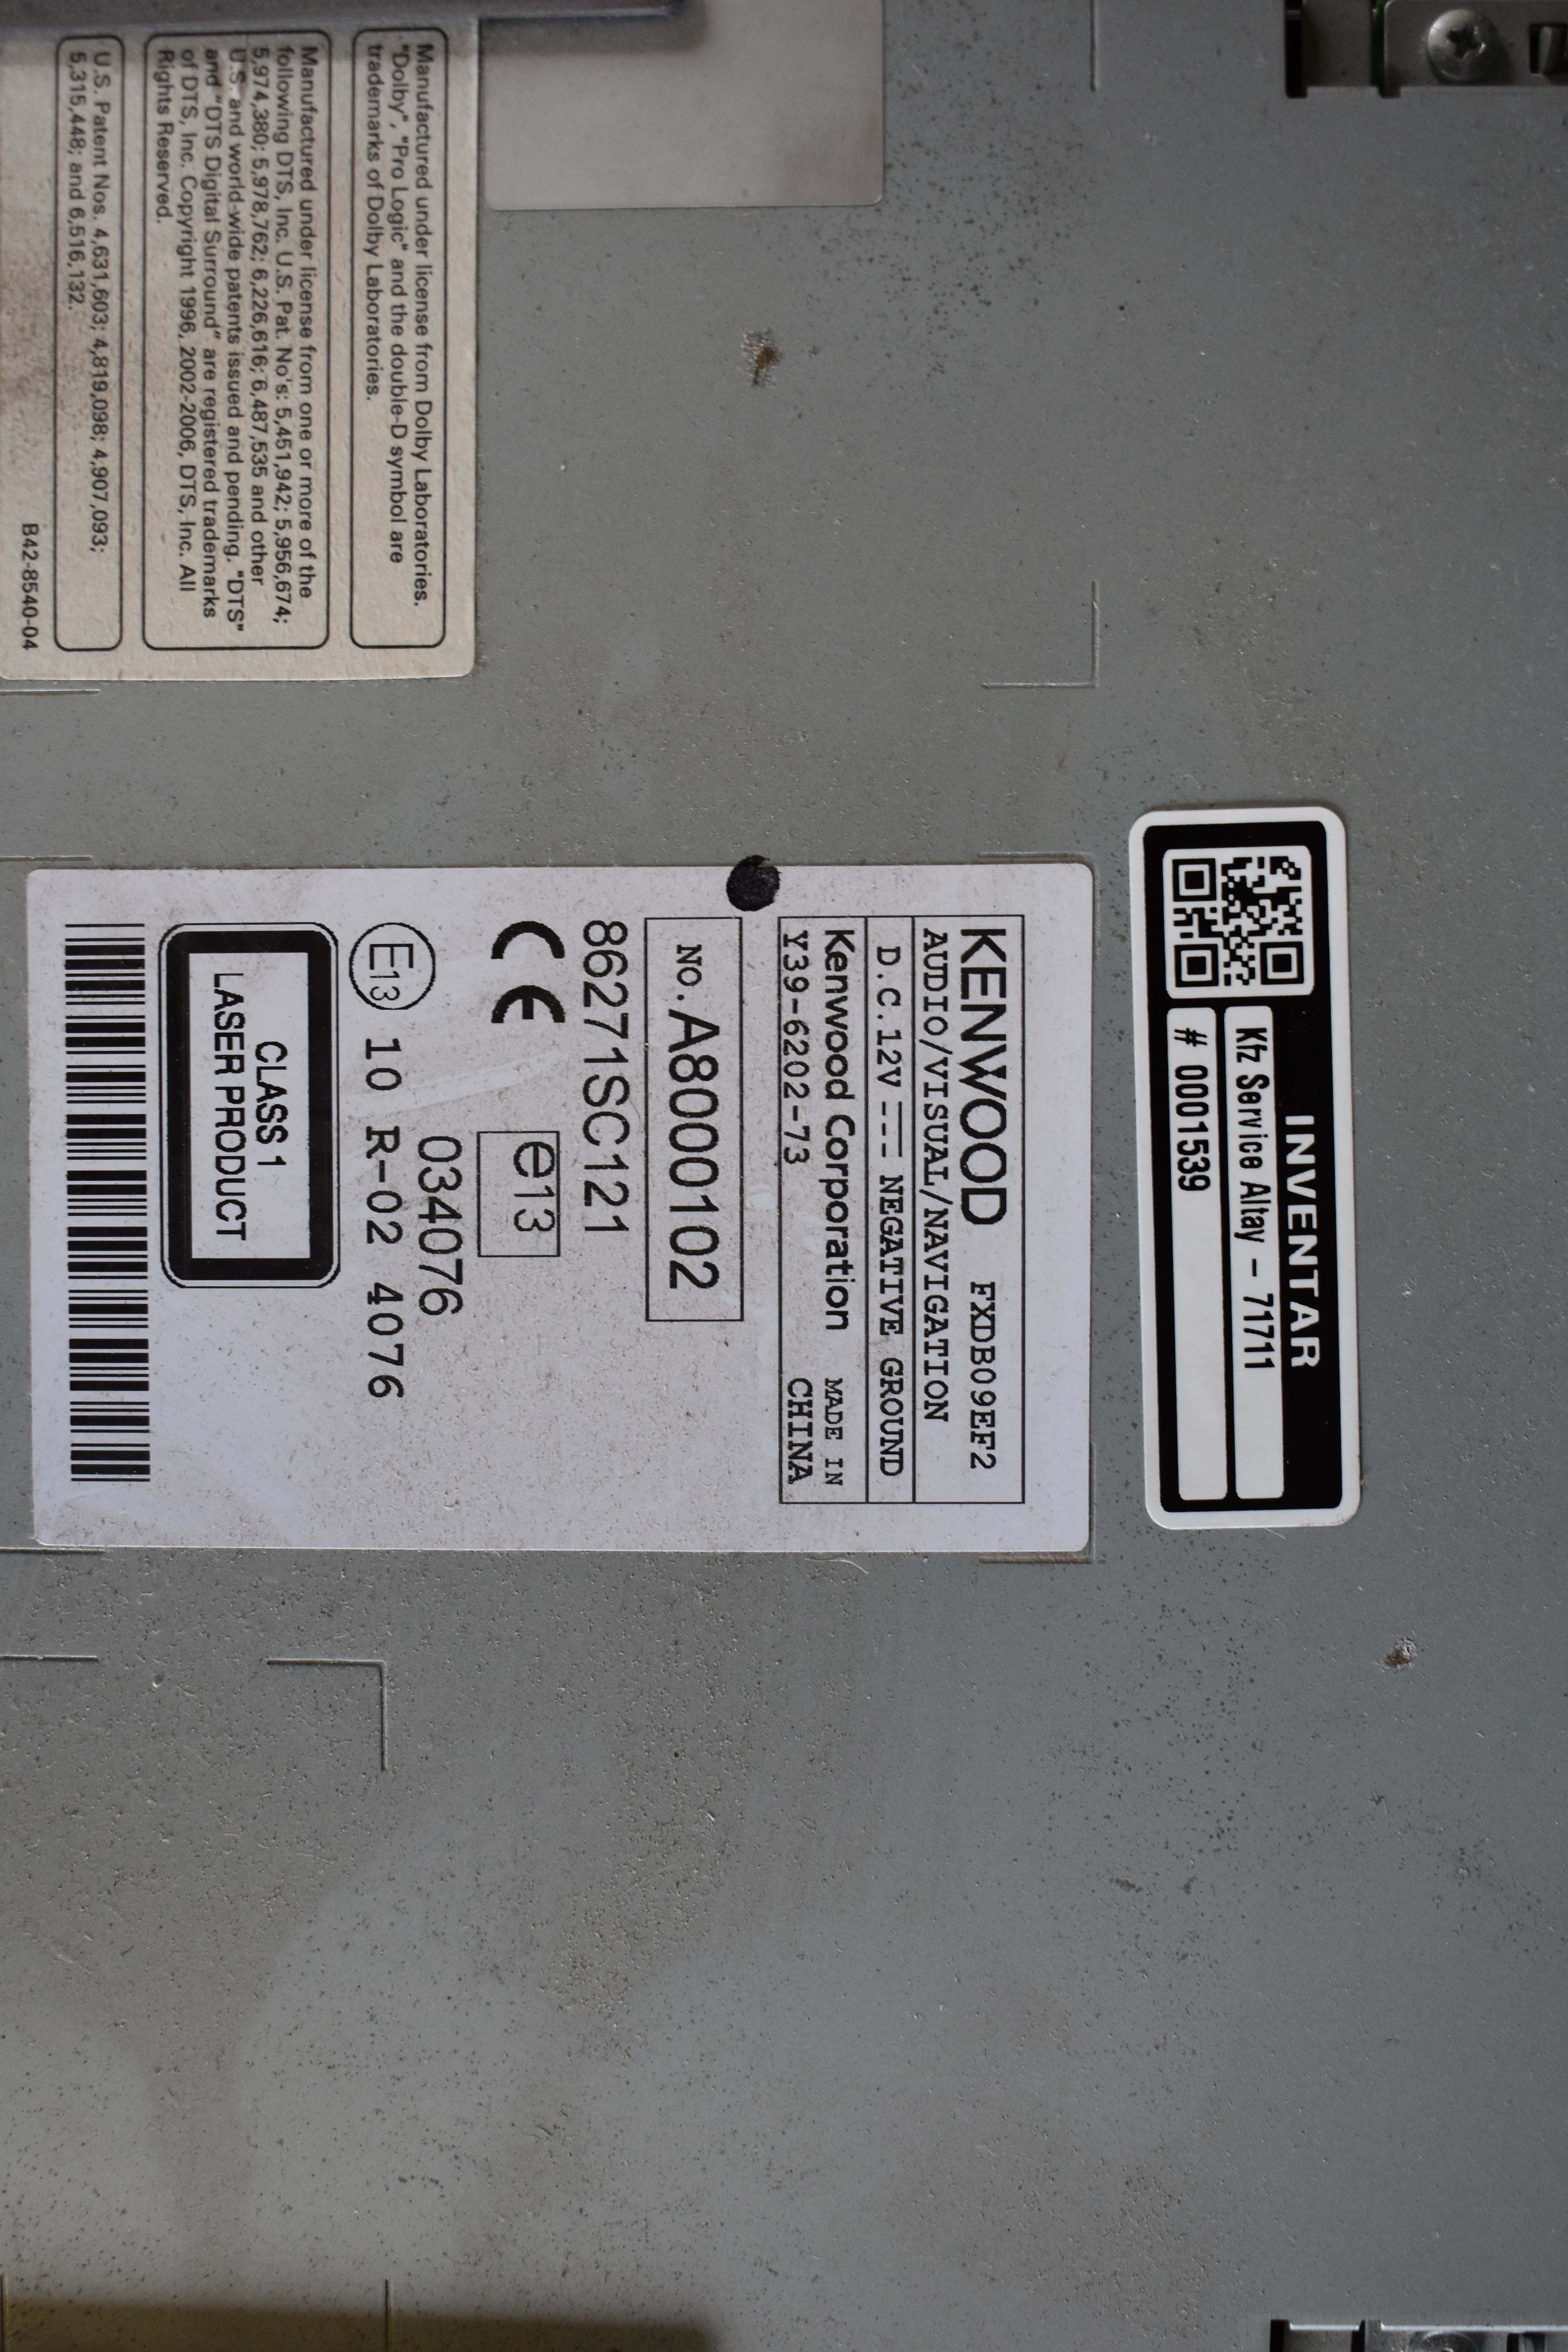 INVENTAR
Kfz Service Altay – 71711
# 0001539
KENWOOD FXDB09EF2
AUDIO/VISUAL/NAVIGATION
D.C.12V NEGATIVE GROUND
Kenwood Corporation MADE IN
Y39-6202-73 CHINA
NO. A8000102
86271SC121
CE e13
034076
E13 10 R-02 4076
CLASS 1
LASER PRODUCT
Manufactured under license from Dolby Laboratories.
"Dolby", "Pro Logic" and the double-D symbol are
trademarks of Dolby Laboratories.
Manufactured under license from one or more of the
following DTS, Inc. U.S. Pat. No's: 5,451,942; 5,956,674;
5,974,380; 5,978,762; 6,226,616; 6,487,535 and other
U.S. and world-wide patents issued and pending. "DTS"
and "DTS Digital Surround" are registered trademarks
of DTS, Inc. Copyright 1996, 2002-2006, DTS, Inc. All
Rights Reserved.
U.S. Patent Nos. 4,631,603; 4,819,098; 4,907,093;
5,315,448; and 6,516,132.
B42-8540-04